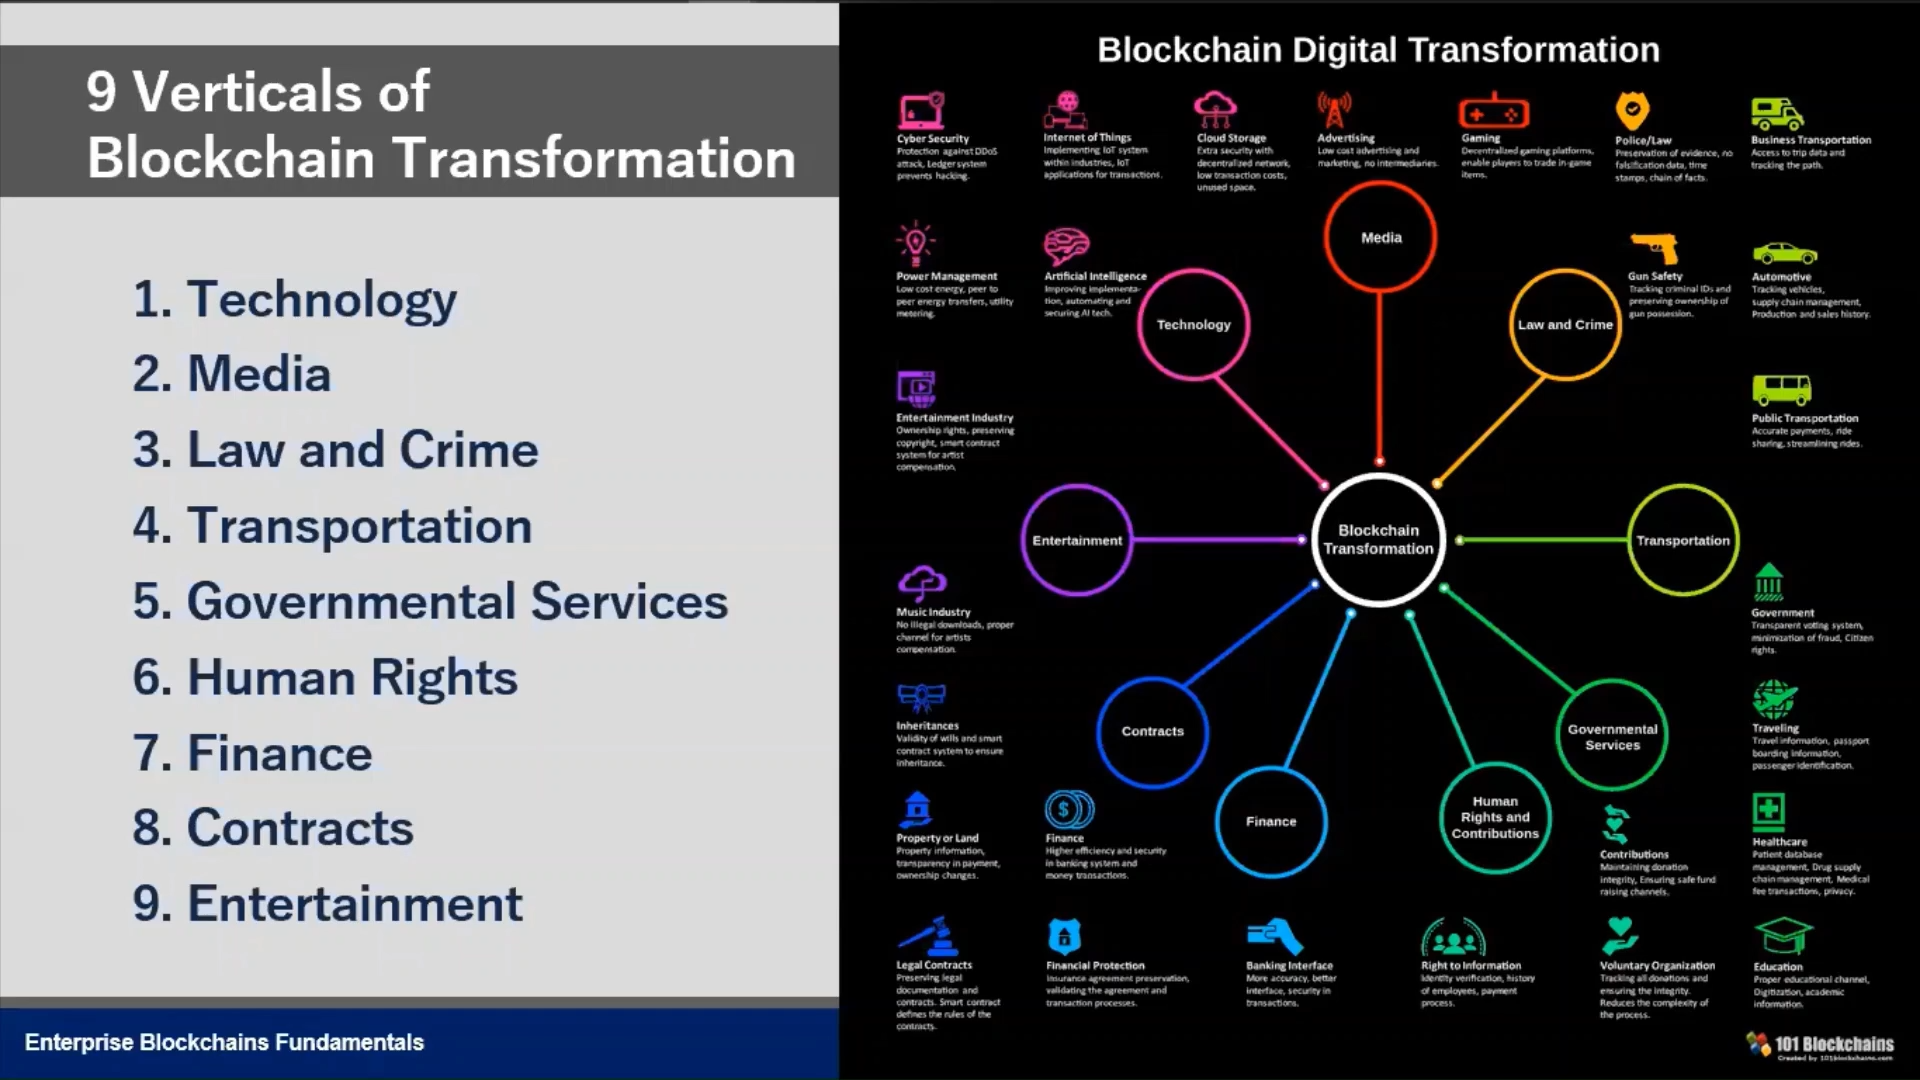 9 Verticals of
Blockchain Transformation
1. Technology
2. Media
3. Law and Crime
4. Transportation
5. Governmental Services
6. Human Rights
7. Finance
8. Contracts
9. Entertainment
Enterprise Blockchains Fundamentals
Blockchain Digital Transformation
Cyber Security
Protection against DDoS
attack, Ledger system
prevents hacking.
Internet of Things
Implementing IoT system
within industries, IoT
applications for transactions.
Cloud Storage
Extra security with
decentralized network,
low transaction costs,
unused space.
Advertising
Low cost advertising and
marketing, no intermediaries.
Gaming
Decentralized gaming platforms,
enable players to trade in-game
items.
Police/Law
Preservation of evidence, no
falsification data, time
stamps, chain of facts.
Business Transportation
Access to trip data and
tracking the path.
Power Management
Low cost energy, peer to
peer energy transfers, utility
metering.
Artificial Intelligence
Improving implementa-
tion, automating and
securing AI tech.
Gun Safety
Tracking criminal IDs and
preserving ownership of
gun possession.
Automotive
Tracking vehicles,
supply chain management,
Production and sales history.
Entertainment Industry
Ownership rights, preserving
copyright, smart contract
system for artist
compensation.
Public Transportation
Accurate payments, ride
sharing, streamlining rides.
Media
Technology
Law and Crime
Entertainment
Blockchain
Transformation
Transportation
Contracts
Governmental
Services
Finance
Human
Rights and
Contributions
Music Industry
No illegal downloads, proper
channel for artists
compensation.
Government
Transparent voting system,
minimization of fraud, Citizen
rights.
Inheritances
Validity of wills and smart
contract system to ensure
inheritance.
Traveling
Travel information, passport
boarding information,
passenger identification.
Property or Land
Property information,
transparency in payment,
ownership changes.
Finance
Higher efficiency and security
in banking system and
money transactions.
Contributions
Maintaining donation
integrity, Ensuring safe fund
raising channels.
Healthcare
Patient database
management, Drug supply
chain management, Medical
fee transactions, privacy.
Legal Contracts
Preserving legal
documentation and
contracts. Smart contract
defines the rules of the
contracts.
Financial Protection
Insurance agreement preservation,
validating the agreement and
transaction processes.
Banking Interface
More accuracy, better
interface, security in
transactions.
Right to Information
Identity verification, history
of employees, payment
process.
Voluntary Organization
Tracking all donations and
ensuring the integrity.
Reduces the complexity of
the process.
Education
Proper educational channel,
Digitization, academic
information.
101 Blockchains
Created by 101blockchains.com